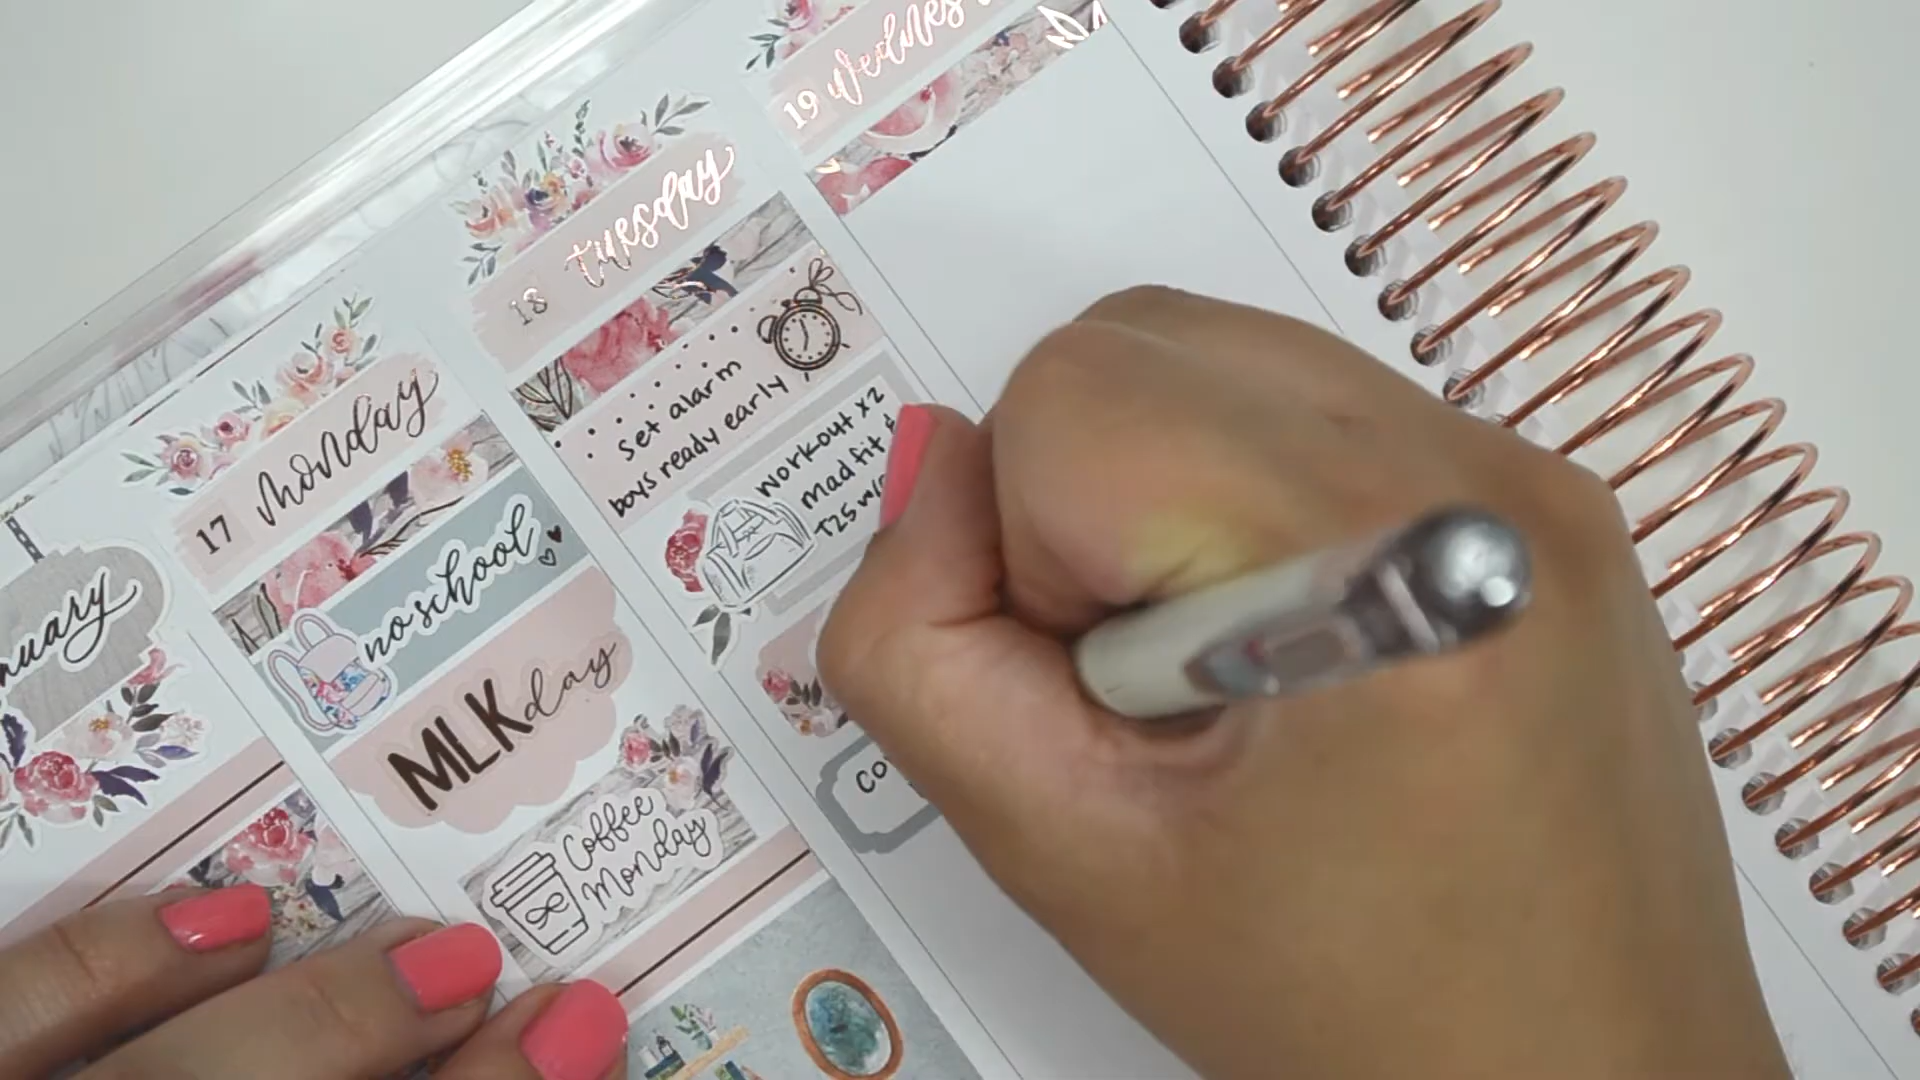 17 Monday
no school
MLK day
Coffee
Monday
18 Tuesday
set alarm
boys ready early
workout x2
mad fit &
T25
19